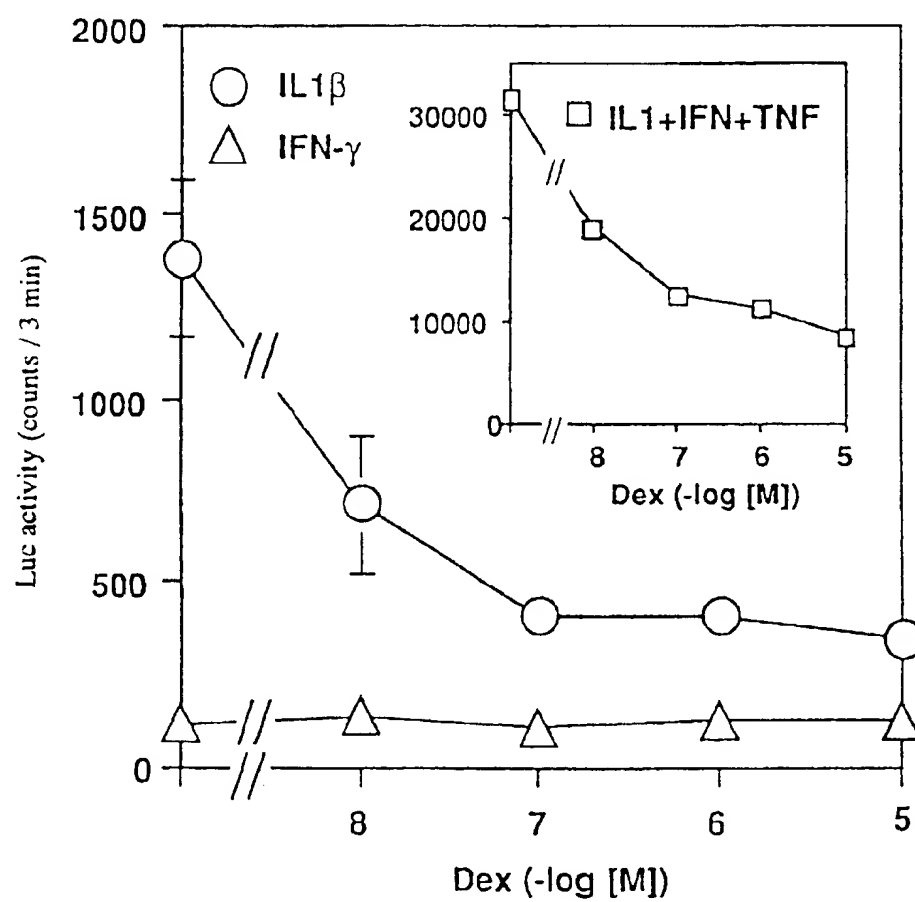 2000
1500
1000
500
0
Luc activity (counts / 3 min)
IL1β
IFN-γ
30000
20000
10000
0
IL1+IFN+TNF
8 7 6 5
Dex (-log [M])
8 7 6 5
Dex (-log [M])